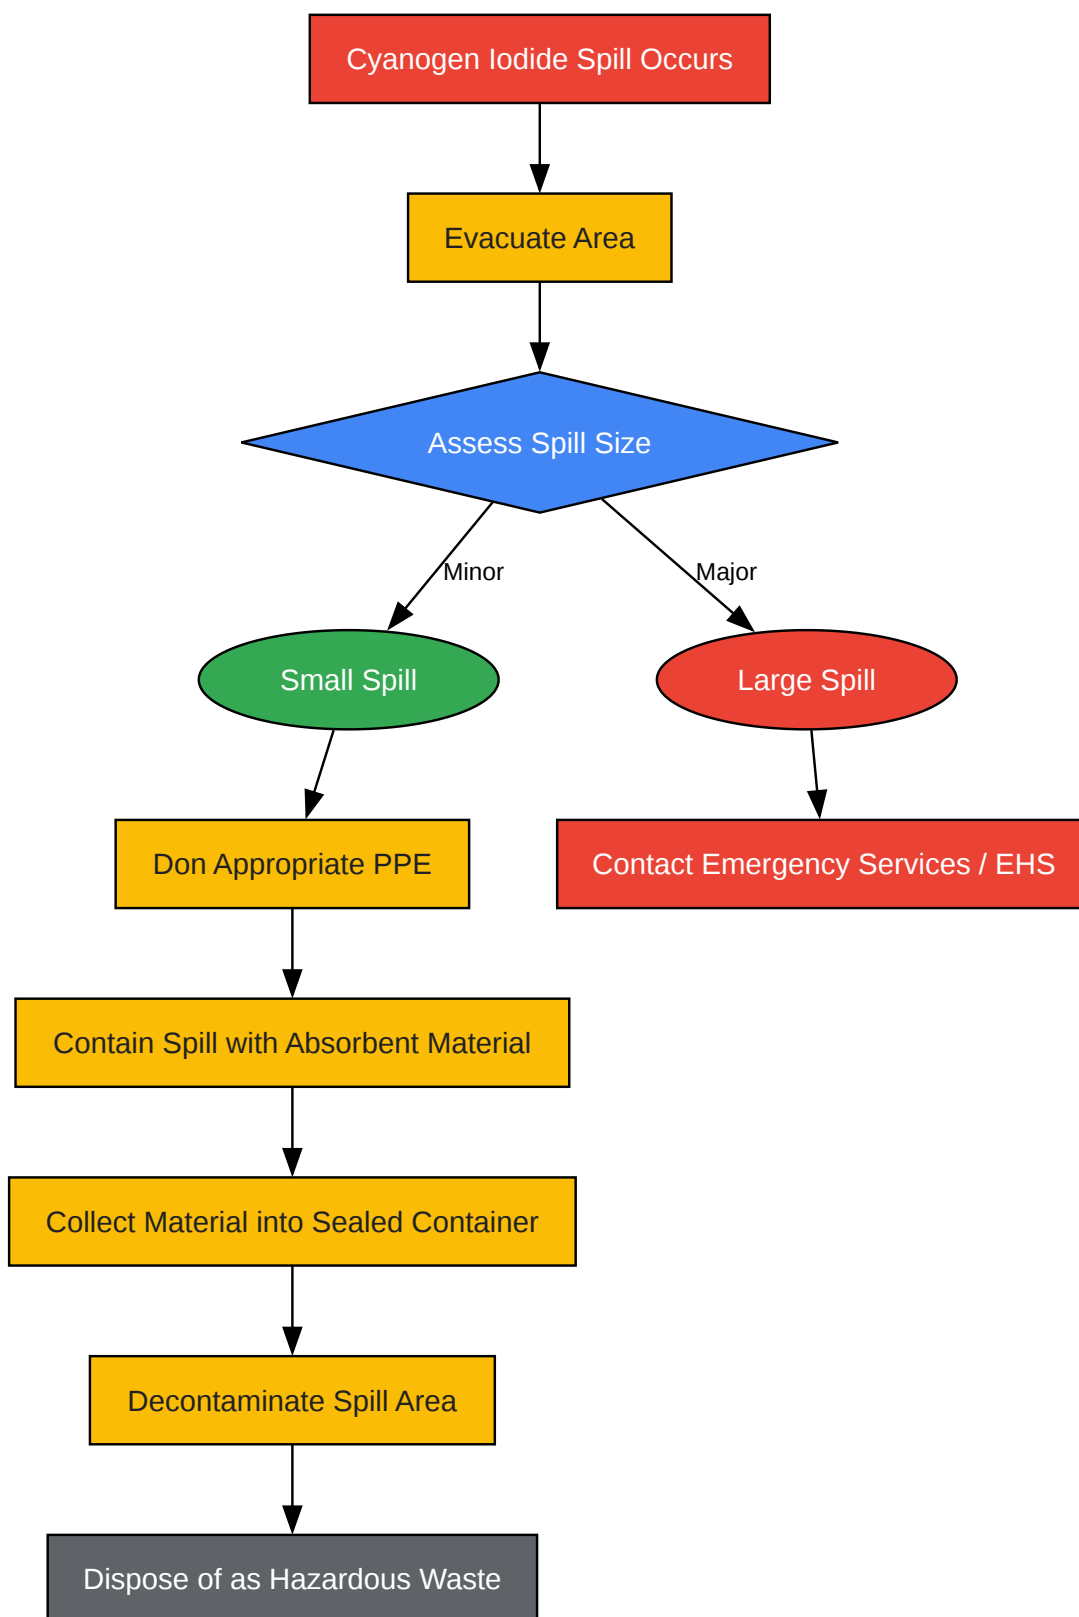 Cyanogen Iodide Spill Occurs
Evacuate Area
Assess Spill Size
Minor
Major
Small Spill
Large Spill
Don Appropriate PPE
Contact Emergency Services / EHS
Contain Spill with Absorbent Material
Collect Material into Sealed Container
Decontaminate Spill Area
Dispose of as Hazardous Waste